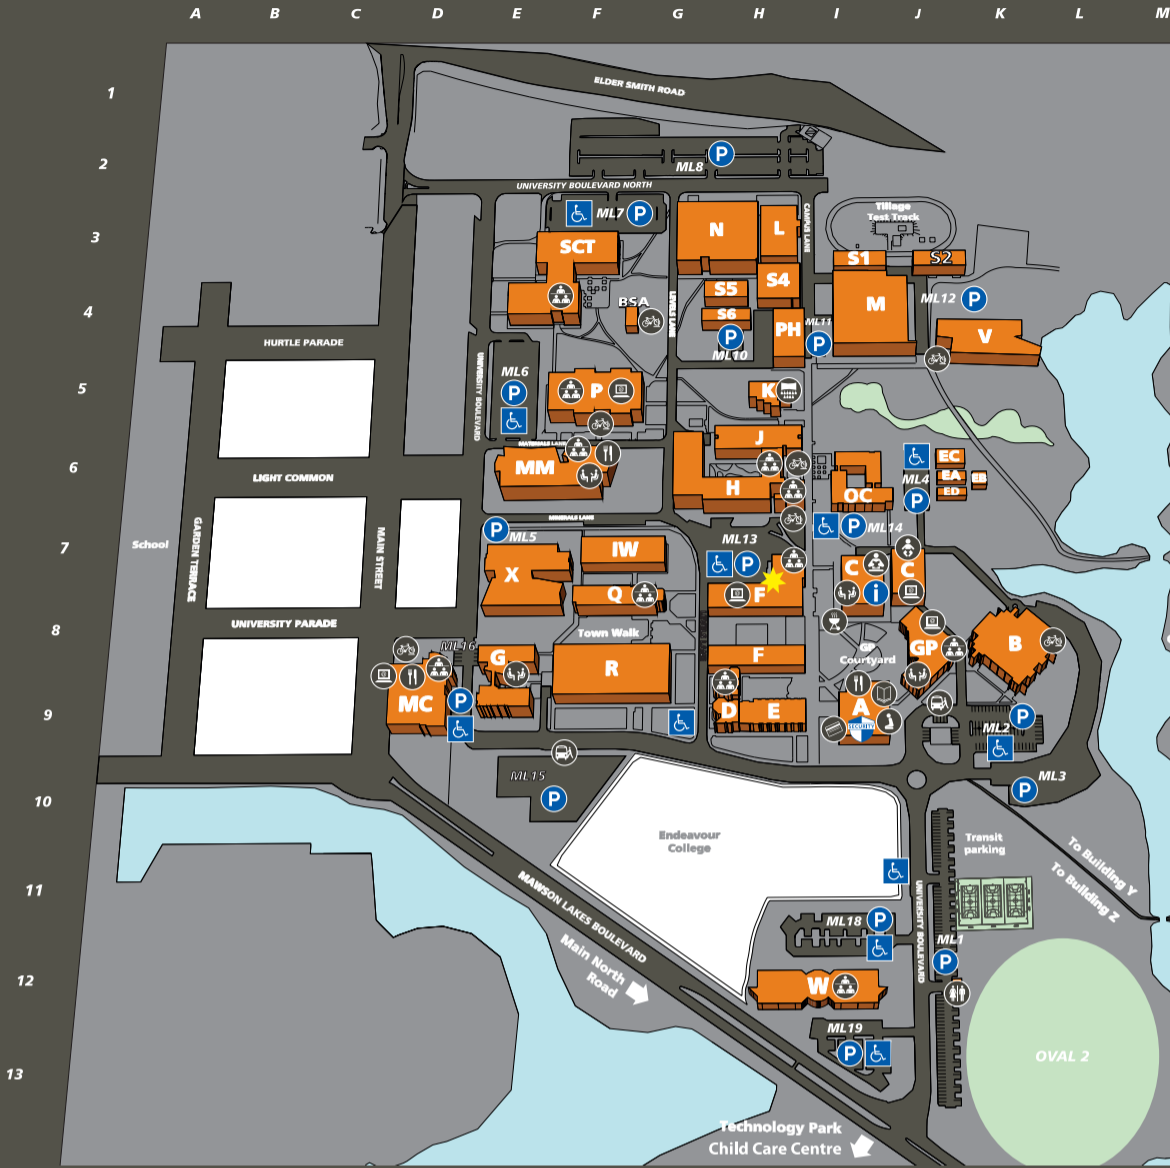 A B C D E F G H I J K L M
1
ELDER SMITH ROAD
2
P
ML8
UNIVERSITY BOULEVARD NORTH
3
ML7 P
N
L
CAMPUS LANE
Tillage
Test Track
SCT
S1
S2
4
S5
S4
S6
BSA
M
ML12 P
PH
ML11
P
P
ML10
V
HURTLE PARADE
UNIVERSITY BOULEVARD
5
ML6
P
P
K
6
MATERIALS LANE
J
MM
H
LIGHT COMMON
OC
EC
EA
EB
ED
ML4
P
MINERALS LANE
7
School
GARDEN TERRACE
MAIN STREET
P
ML5
IW
ML13
P
P
ML14
X
Q
F
C
C
i
8
UNIVERSITY PARADE
Town Walk
ML16
G
R
F
GP
Courtyard
GP
B
9
MC
P
D
E
A
SECURITY
P
ML2
10
ML15
P
P
ML3
Endeavour
College
Transit
parking
To Building Y
To Building Z
11
MAWSON LAKES BOULEVARD
ML18
P
UNIVERSITY BOULEVARD
ML1
P
12
Main North
Road
W
13
ML19
P
OVAL 2
Technology Park
Child Care Centre